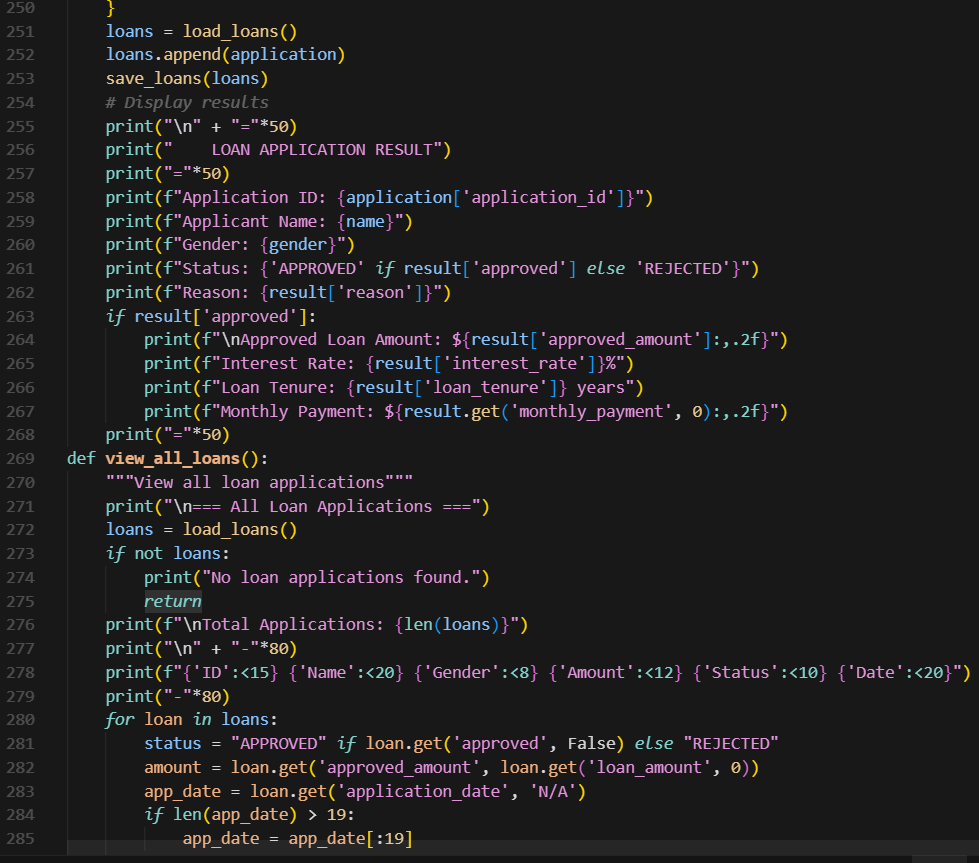 250 }
251 loans = load_loans()
252 loans.append(application)
253 save_loans(loans)
254 # Display results
255 print("\n" + "="*50)
256 print("    LOAN APPLICATION RESULT")
257 print("="*50)
258 print(f"Application ID: {application['application_id']}")
259 print(f"Applicant Name: {name}")
260 print(f"Gender: {gender}")
261 print(f"Status: {'APPROVED' if result['approved'] else 'REJECTED'}")
262 print(f"Reason: {result['reason']}")
263 if result['approved']:
264 print(f"\nApproved Loan Amount: ${result['approved_amount']:,.2f}")
265 print(f"Interest Rate: {result['interest_rate']}%")
266 print(f"Loan Tenure: {result['loan_tenure']} years")
267 print(f"Monthly Payment: ${result.get('monthly_payment', 0):,.2f}")
268 print("="*50)
269 def view_all_loans():
270 """View all loan applications"""
271 print("\n=== All Loan Applications ===")
272 loans = load_loans()
273 if not loans:
274 print("No loan applications found.")
275 return
276 print(f"\nTotal Applications: {len(loans)}")
277 print("\n" + "-"*80)
278 print(f"{'ID':<15} {'Name':<20} {'Gender':<8} {'Amount':<12} {'Status':<10} {'Date':<20}")
279 print("-"*80)
280 for loan in loans:
281 status = "APPROVED" if loan.get('approved', False) else "REJECTED"
282 amount = loan.get('approved_amount', loan.get('loan_amount', 0))
283 app_date = loan.get('application_date', 'N/A')
284 if len(app_date) > 19:
285 app_date = app_date[:19]